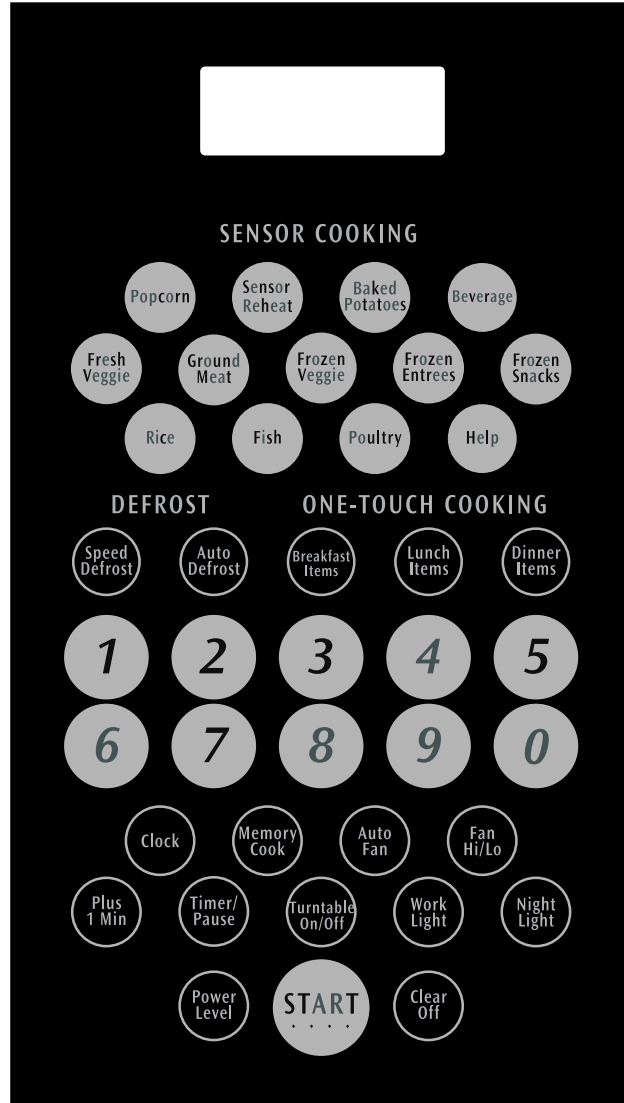 SENSOR COOKING
Popcorn
Sensor
Reheat
Baked
Potatoes
Beverage
Fresh
Veggie
Ground
Meat
Frozen
Veggie
Frozen
Entrees
Frozen
Snacks
Rice
Fish
Poultry
Help
DEFROST
ONE-TOUCH COOKING
Speed
Defrost
Auto
Defrost
Breakfast
Items
Lunch
Items
Dinner
Items
1 2 3 4 5
6 7 8 9 0
Clock
Memory
Cook
Auto
Fan
Fan
Hi/Lo
Plus
1 Min
Timer/
Pause
Turntable
On/Off
Work
Light
Night
Light
Power
Level
START
Clear
Off